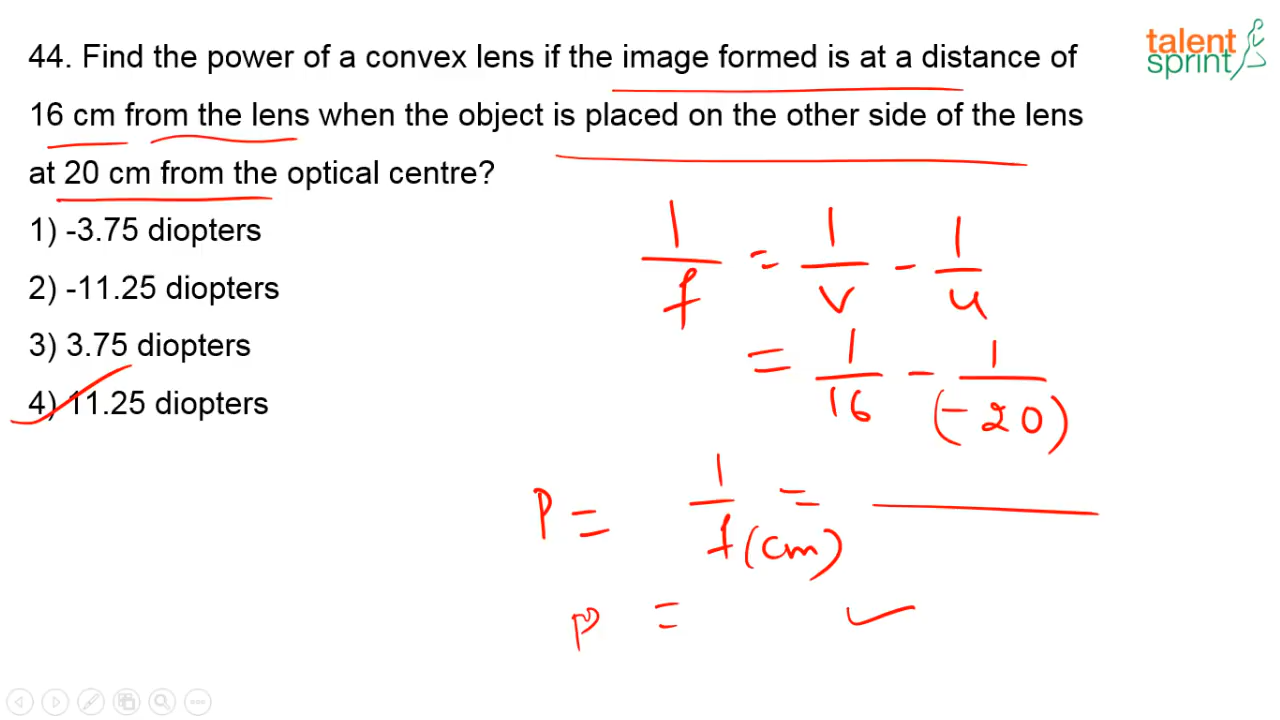 44. Find the power of a convex lens if the image formed is at a distance of
16 cm from the lens when the object is placed on the other side of the lens
at 20 cm from the optical centre?
1) -3.75 diopters
2) -11.25 diopters
3) 3.75 diopters
4) 11.25 diopters
talent
sprint
1/f = 1/v - 1/u
= 1/16 - 1/(-20)
P = 1/f(cm) =
P =